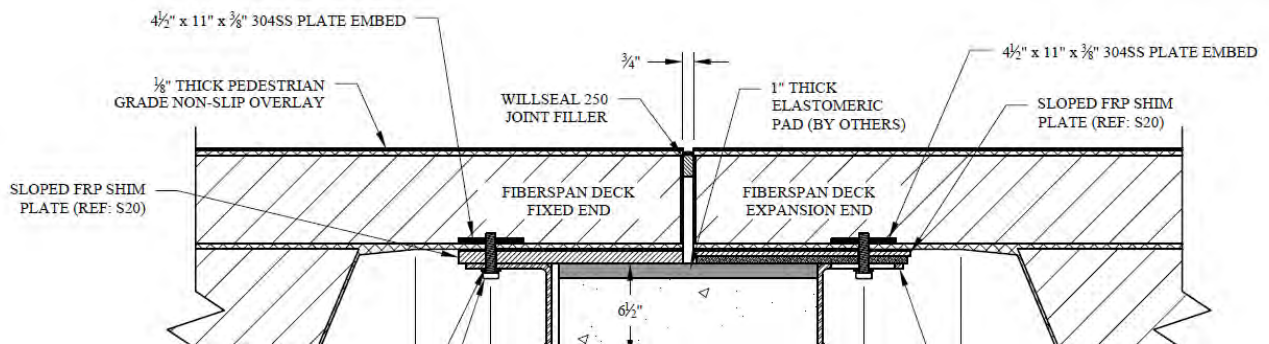 4½" x 11" x ⅜" 304SS PLATE EMBED
¾"
4½" x 11" x ⅜" 304SS PLATE EMBED
⅛" THICK PEDESTRIAN
GRADE NON-SLIP OVERLAY
WILLSEAL 250
JOINT FILLER
1" THICK
ELASTOMERIC
PAD (BY OTHERS)
SLOPED FRP SHIM
PLATE (REF: S20)
SLOPED FRP SHIM
PLATE (REF: S20)
FIBERSPAN DECK
FIXED END
FIBERSPAN DECK
EXPANSION END
6½"